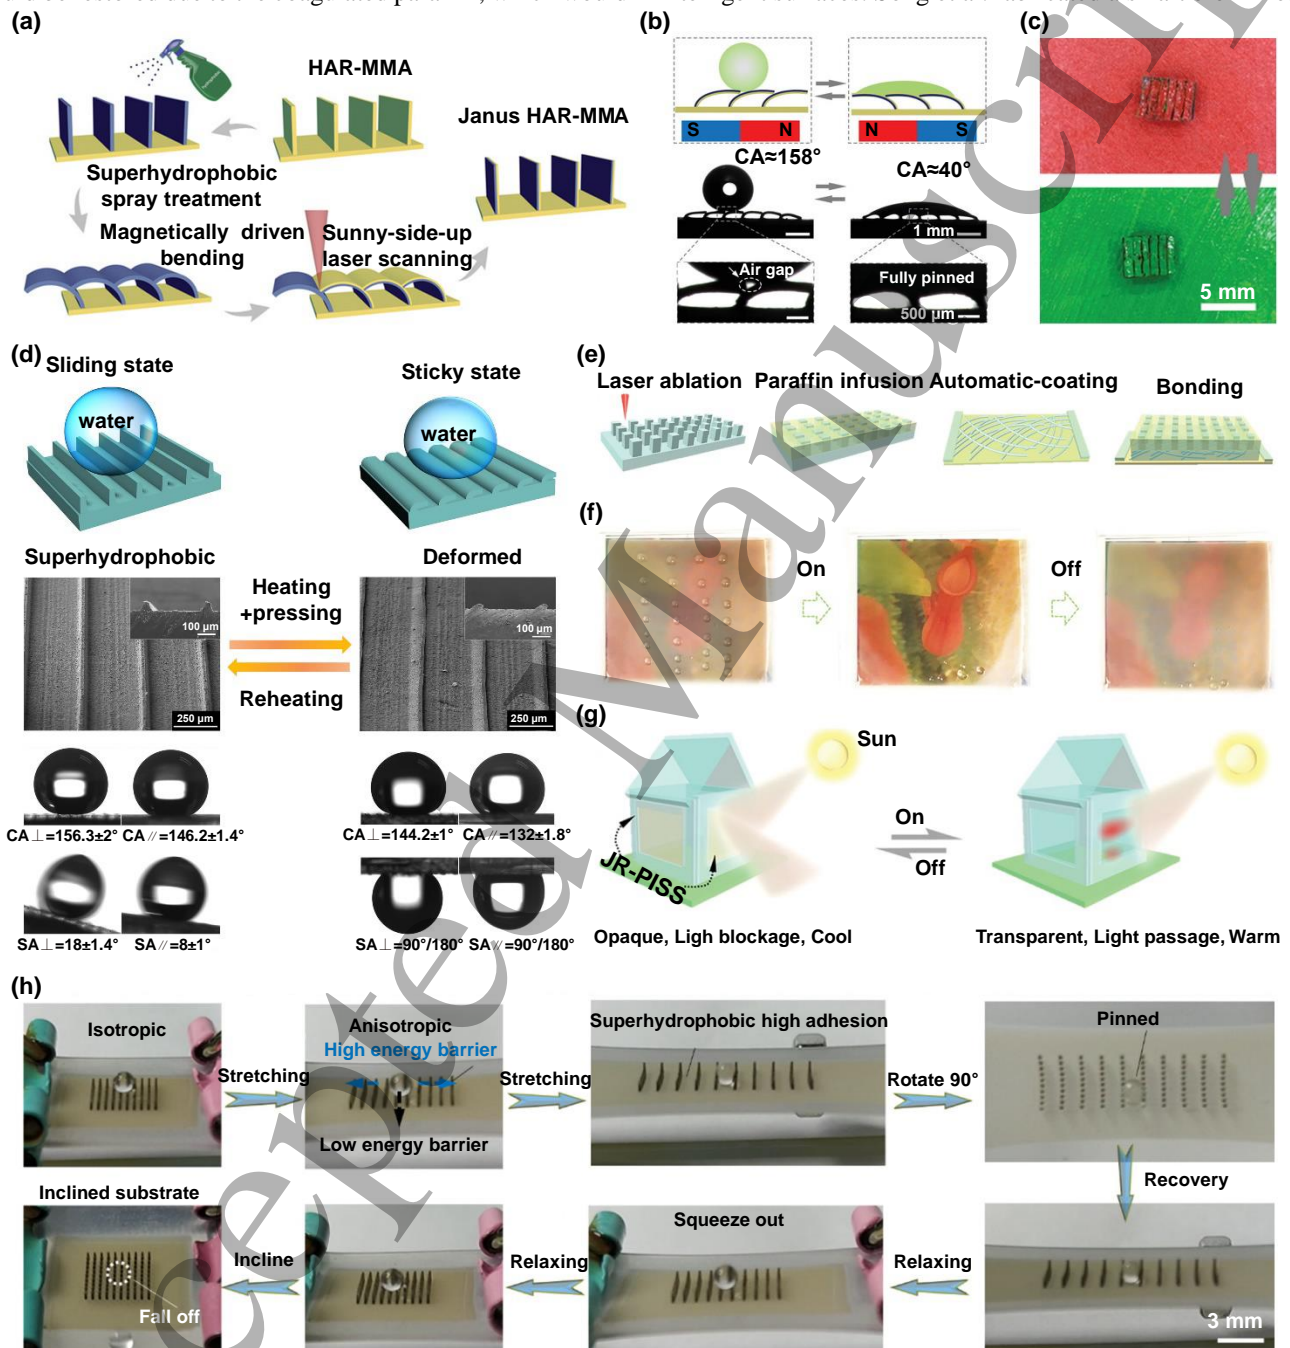 (a)
HAR-MMA
Janus HAR-MMA
Superhydrophobic
spray treatment
Magnetically driven
bending
Sunny-side-up
laser scanning
(b)
S N
N S
CA≈158°
CA≈40°
1 mm
Air gap
Fully pinned
500 μm
(c)
5 mm
(d)
Sliding state
Sticky state
water
water
Superhydrophobic
Deformed
Heating
+pressing
Reheating
100 μm
250 μm
100 μm
250 μm
CA⊥=156.3±2° CA∥=146.2±1.4°
CA⊥=144.2±1° CA∥=132±1.8°
SA⊥=18±1.4° SA∥=8±1°
SA⊥=90°/180° SA∥=90°/180°
(e)
Laser ablation
Paraffin infusion
Automatic-coating
Bonding
(f)
On
Off
(g)
Sun
JR-PISS
On
Off
Opaque, Ligh blockage, Cool
Transparent, Light passage, Warm
(h)
Isotropic
Stretching
Anisotropic
High energy barrier
Low energy barrier
Stretching
Superhydrophobic high adhesion
Rotate 90°
Pinned
Recovery
3 mm
Relaxing
Squeeze out
Relaxing
Incline
Inclined substrate
Fall off
cepted Manuscrip